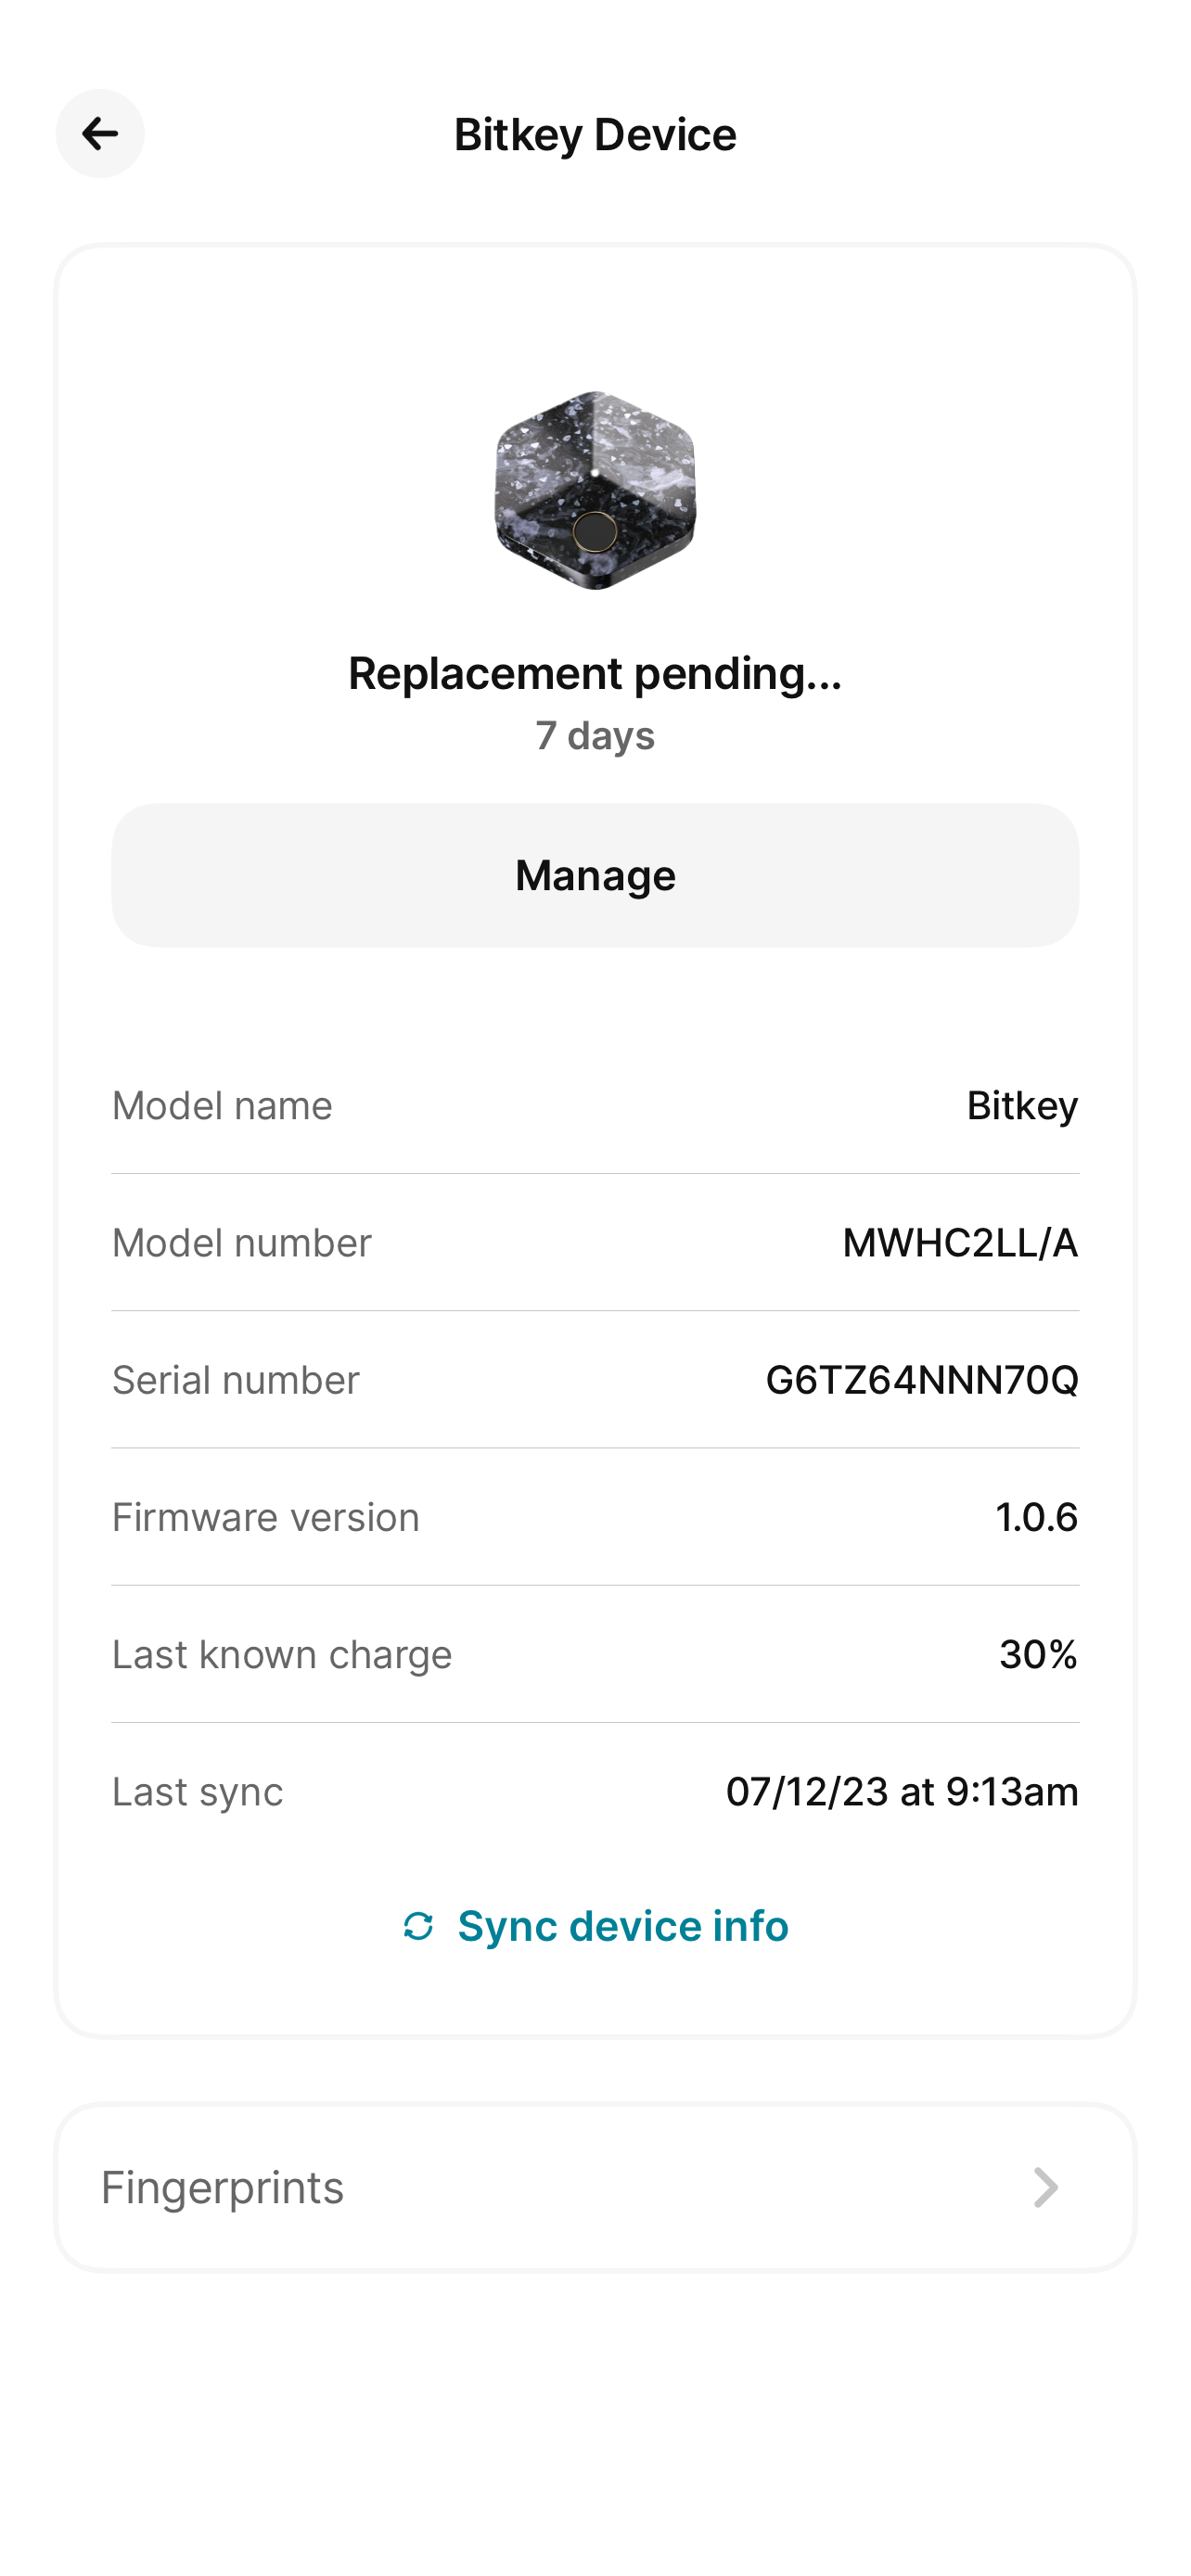 Bitkey Device
Replacement pending...
7 days
Manage
Model name Bitkey
Model number MWHC2LL/A
Serial number G6TZ64NNN70Q
Firmware version 1.0.6
Last known charge 30%
Last sync 07/12/23 at 9:13am
Sync device info
Fingerprints